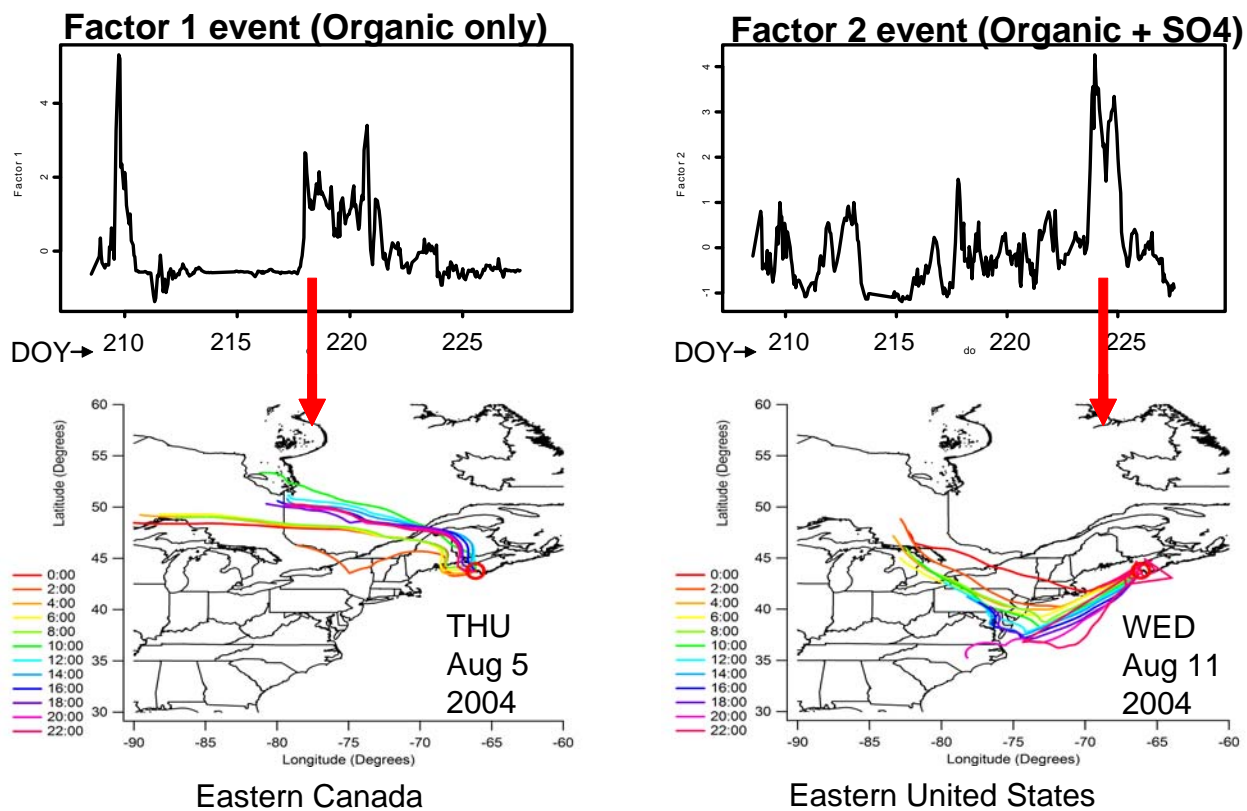 Factor 1 event (Organic only)
Factor 1
4
2
0
DOY→ 210 215 220 225
Factor 2 event (Organic + SO4)
Factor 2
4
3
2
1
0
-1
DOY→ 210 215 220 225
do
Latitude (Degrees)
60
55
50
45
40
35
30
-90 -85 -80 -75 -70 -65 -60
Longitude (Degrees)
0:00
2:00
4:00
6:00
8:00
10:00
12:00
14:00
16:00
18:00
20:00
22:00
THU
Aug 5
2004
Eastern Canada
Latitude (Degrees)
60
55
50
45
40
35
30
-90 -85 -80 -75 -70 -65 -60
Longitude (Degrees)
0:00
2:00
4:00
6:00
8:00
10:00
12:00
14:00
16:00
18:00
20:00
22:00
WED
Aug 11
2004
Eastern United States